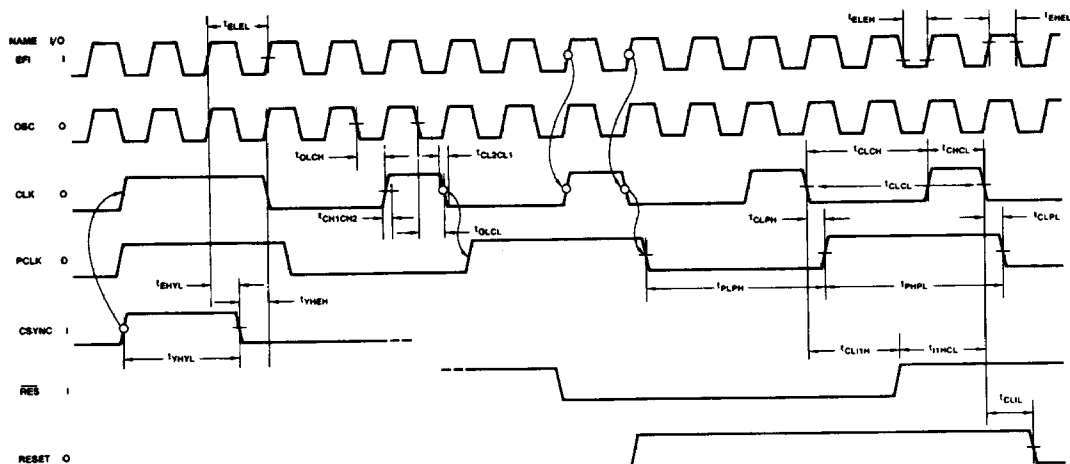 tELEL
tELEH
tEHEL
NAME I/O
EFI I
OSC O
tOLCH
tCL2CL1
tCLCH
tCHCL
CLK O
tCLCL
tCH1CH2
tOLCL
tCLPH
tCLPL
PCLK O
tEHYL
tYHEH
tPLPH
tPHPL
CSYNC I
tYHYL
tCLI1H
tI1HCL
RES I
tCLIL
RESET O